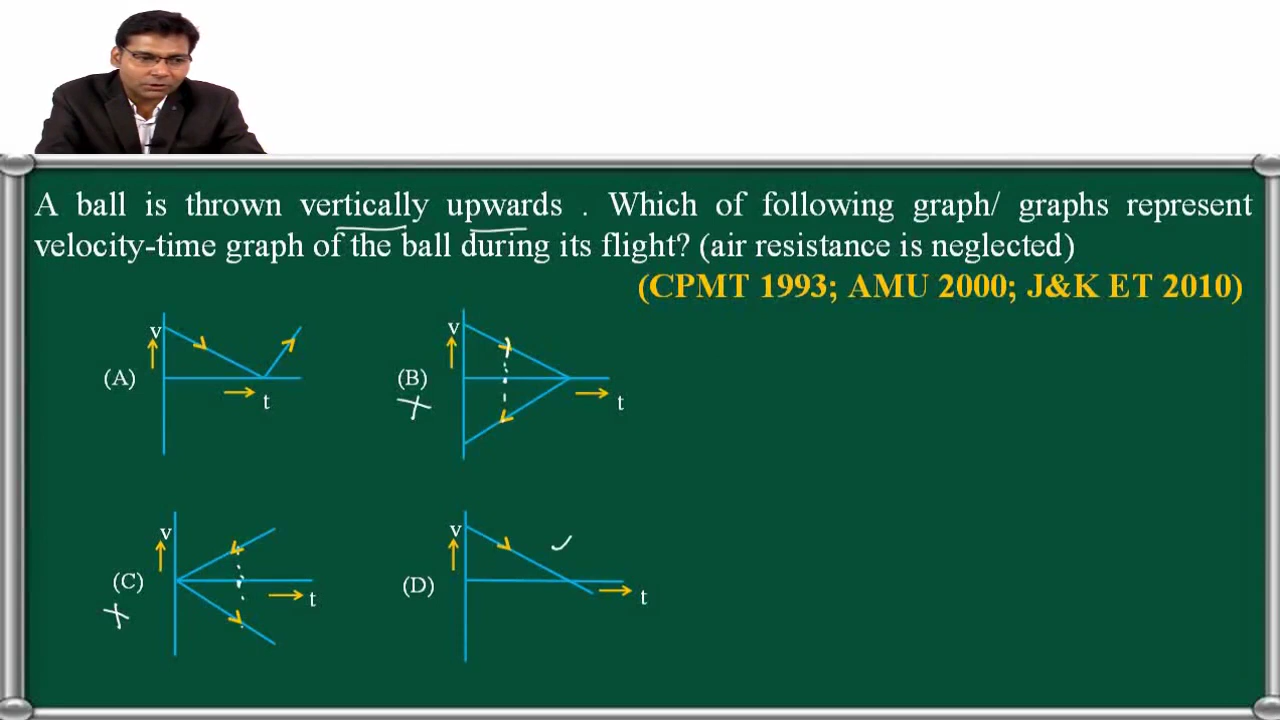 A ball is thrown vertically upwards . Which of following graph/ graphs represent
velocity-time graph of the ball during its flight? (air resistance is neglected)
(CPMT 1993; AMU 2000; J&K ET 2010)
v
(A)
t
v
(B)
t
v
(C)
t
v
(D)
t